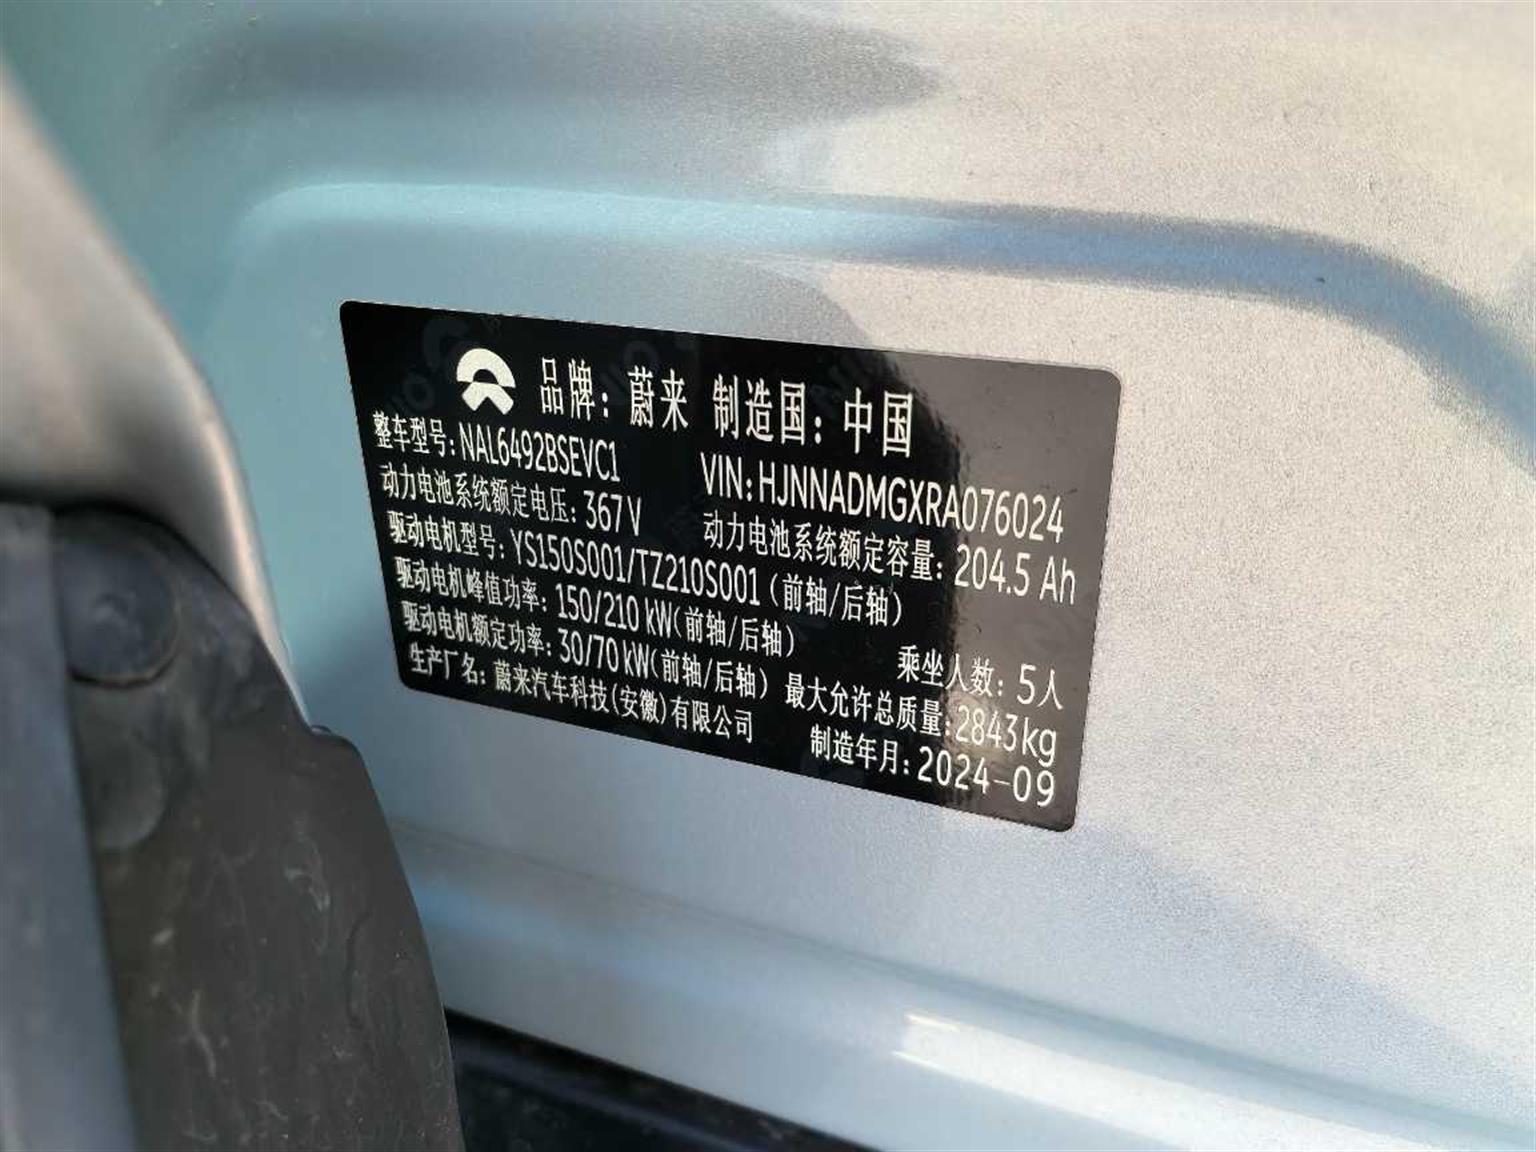 品牌：蔚来 制造国：中国
整车型号：NAL6492BSEVC1 VIN：HJNNADMGXRA076024
动力电池系统额定电压：367V 动力电池系统额定容量：204.5 Ah
驱动电机型号：YS150S001/TZ210S001（前轴/后轴）
驱动电机峰值功率：150/210 kW（前轴/后轴） 乘坐人数：5人
驱动电机额定功率：30/70 kW（前轴/后轴） 最大允许总质量：2843kg
生产厂名：蔚来汽车科技（安徽）有限公司 制造年月：2024-09